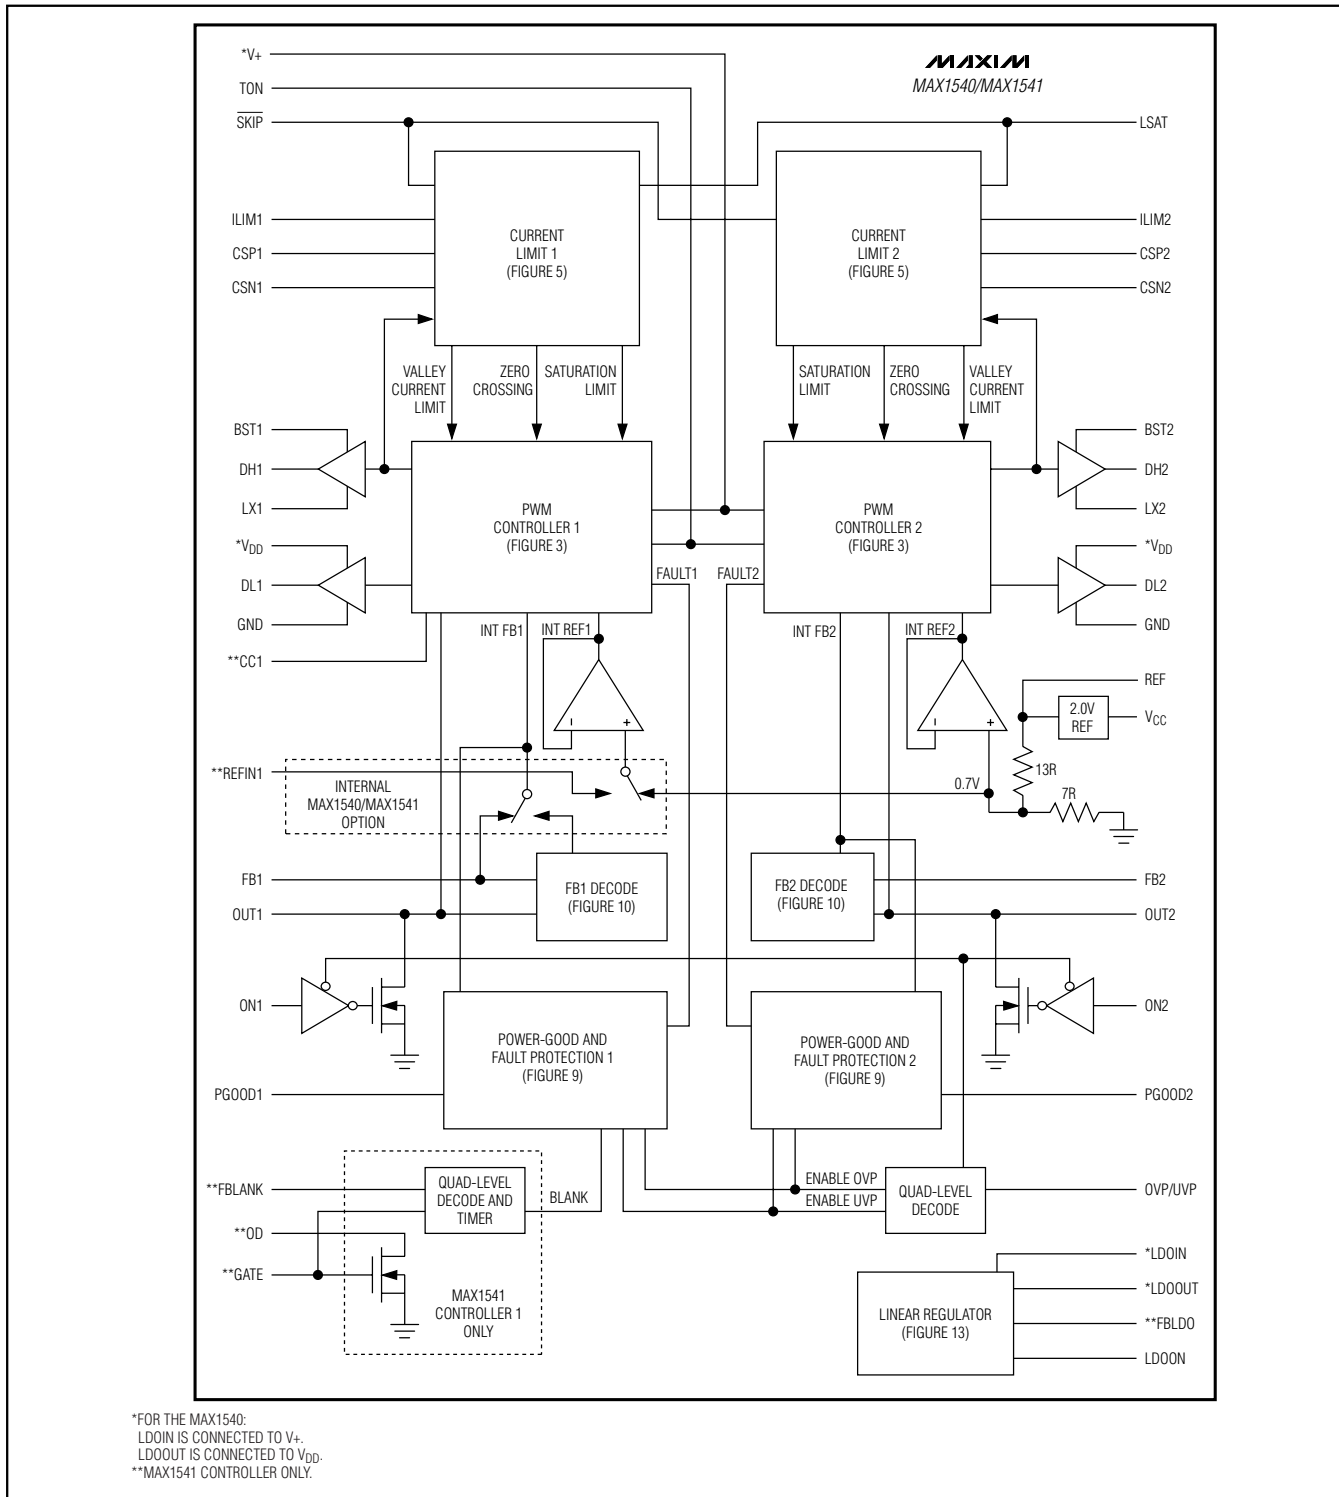 *V+
MAXIM
TON
MAX1540/MAX1541
SKIP
LSAT
ILIM1
CURRENT
LIMIT 1
(FIGURE 5)
CURRENT
LIMIT 2
(FIGURE 5)
ILIM2
CSP1
CSP2
CSN1
CSN2
VALLEY
CURRENT
LIMIT
ZERO
CROSSING
SATURATION
LIMIT
SATURATION
LIMIT
ZERO
CROSSING
VALLEY
CURRENT
LIMIT
BST1
BST2
DH1
DH2
LX1
PWM
CONTROLLER 1
(FIGURE 3)
PWM
CONTROLLER 2
(FIGURE 3)
LX2
*VDD
*VDD
DL1
FAULT1
FAULT2
DL2
GND
INT FB1
INT REF1
INT FB2
INT REF2
GND
**CC1
REF
2.0V
REF
VCC
–
+
–
+
**REFIN1
INTERNAL
MAX1540/MAX1541
OPTION
0.7V
13R
7R
FB1
FB1 DECODE
(FIGURE 10)
FB2 DECODE
(FIGURE 10)
FB2
OUT1
OUT2
ON1
ON2
POWER-GOOD AND
FAULT PROTECTION 1
(FIGURE 9)
POWER-GOOD AND
FAULT PROTECTION 2
(FIGURE 9)
PGOOD1
PGOOD2
**FBLANK
QUAD-LEVEL
DECODE AND
TIMER
BLANK
ENABLE OVP
ENABLE UVP
QUAD-LEVEL
DECODE
OVP/UVP
**OD
**GATE
MAX1541
CONTROLLER 1
ONLY
*LDOIN
LINEAR REGULATOR
(FIGURE 13)
*LDOOUT
**FBLDO
LDOON
*FOR THE MAX1540:
LDOIN IS CONNECTED TO V+.
LDOOUT IS CONNECTED TO VDD.
**MAX1541 CONTROLLER ONLY.